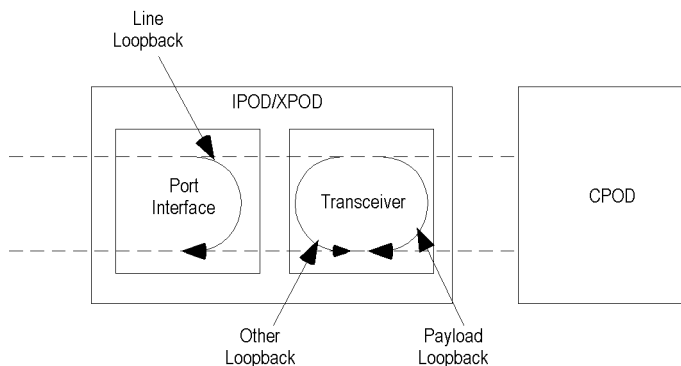 Line
Loopback
IPOD/XPOD
Port
Interface
Transceiver
CPOD
Other
Loopback
Payload
Loopback